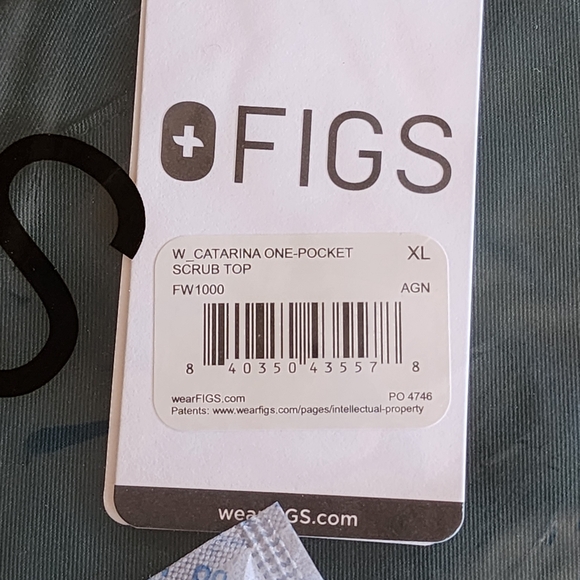 FIGS
W_CATARINA ONE-POCKET XL
SCRUB TOP
FW1000 AGN
8 40350 43557 8
wearFIGS.com PO 4746
Patents: www.wearfigs.com/pages/intellectual-property
S